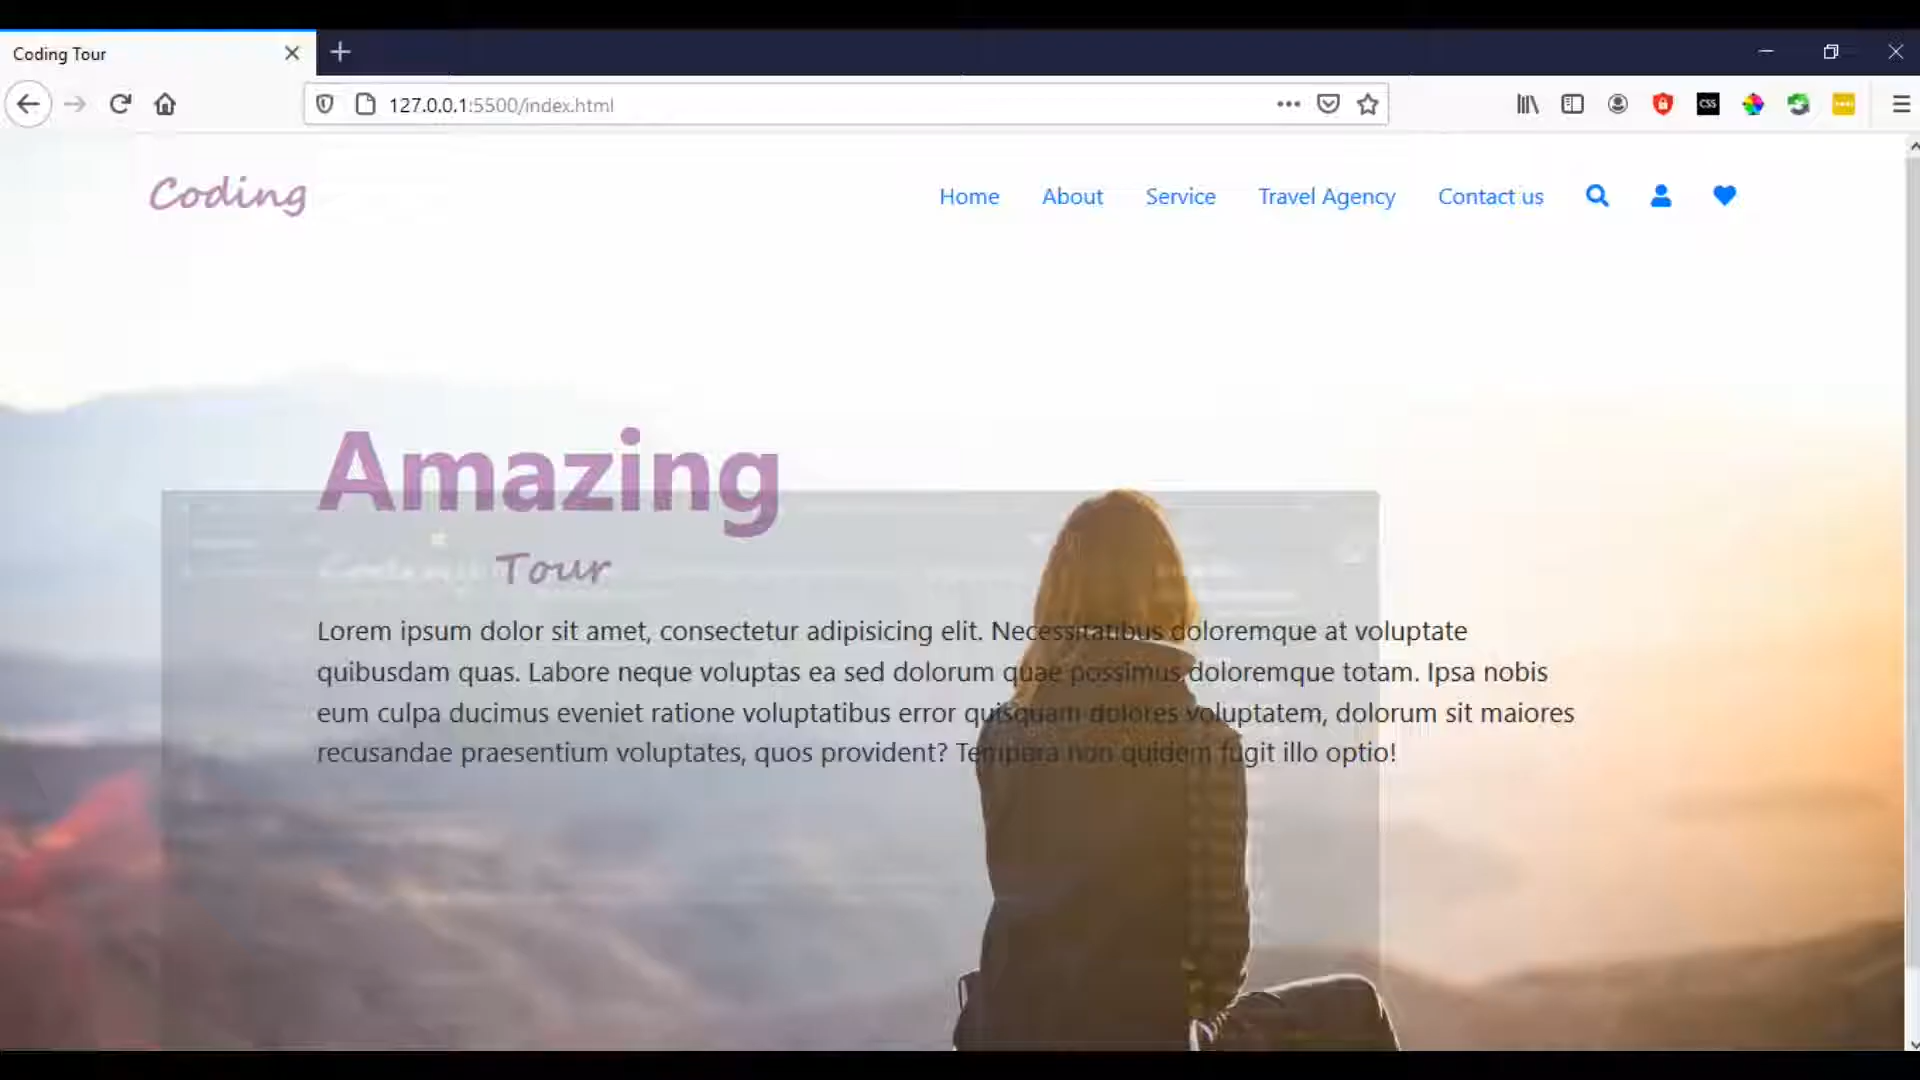 Coding Tour
127.0.0.1:5500/index.html
CSS
Coding
Home About Service Travel Agency Contact us
Amazing
Tour
Lorem ipsum dolor sit amet, consectetur adipisicing elit. Necessitatibus doloremque at voluptate
quibusdam quas. Labore neque voluptas ea sed dolorum quae possimus doloremque totam. Ipsa nobis
eum culpa ducimus eveniet ratione voluptatibus error quisquam dolores voluptatem, dolorum sit maiores
recusandae praesentium voluptates, quos provident? Tempora non quidem fugit illo optio!